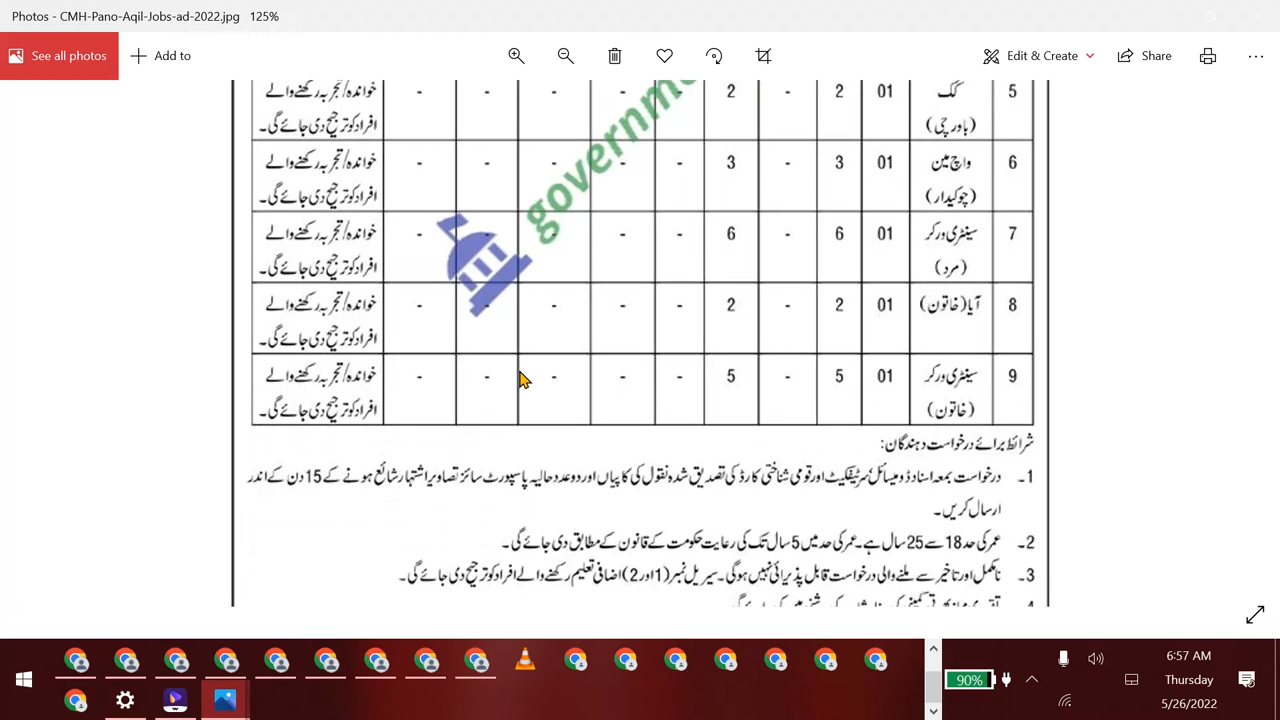 Photos - CMH-Pano-Aqil-Jobs-ad-2022.jpg 125%
See all photos
Add to
Edit & Create
Share
5 کک 01 2 - 2 - - - - - خواندہ/تجربہ رکھنے والے
(باورچی) افراد کو ترجیح دی جائے گی۔
6 واچ مین 01 3 - 3 - - - - - خواندہ/تجربہ رکھنے والے
(چوکیدار) افراد کو ترجیح دی جائے گی۔
7 سینٹری ورکر 01 6 - 6 - - - - - خواندہ/تجربہ رکھنے والے
(مرد) افراد کو ترجیح دی جائے گی۔
8 آیا (خاتون) 01 2 - 2 - - - - - خواندہ/تجربہ رکھنے والے
افراد کو ترجیح دی جائے گی۔
9 سینٹری ورکر 01 5 - 5 - - - - - خواندہ/تجربہ رکھنے والے
(خاتون) افراد کو ترجیح دی جائے گی۔
governm
شرائط برائے درخواست دہندگان:
1۔ درخواست بمعہ اسناد ڈومیسائل سرٹیفکیٹ اور قومی شناختی کارڈ کی تصدیق شدہ نقول کی کاپیاں اور دو عدد حالیہ پاسپورٹ سائز تصاویر اشتہار شائع ہونے کے 15 دن کے اندر
ارسال کریں۔
2۔ عمر کی حد 18 سے 25 سال ہے۔ عمر کی حد میں 5 سال تک کی رعایت حکومت کے قانون کے مطابق دی جائے گی۔
3۔ نامکمل اور تاخیر سے ملنے والی درخواست قابل پذیرائی نہیں ہوگی۔ سیریل نمبر (1 اور 2) اضافی تعلیم رکھنے والے افراد کو ترجیح دی جائے گی۔
90%
6:57 AM
Thursday
5/26/2022